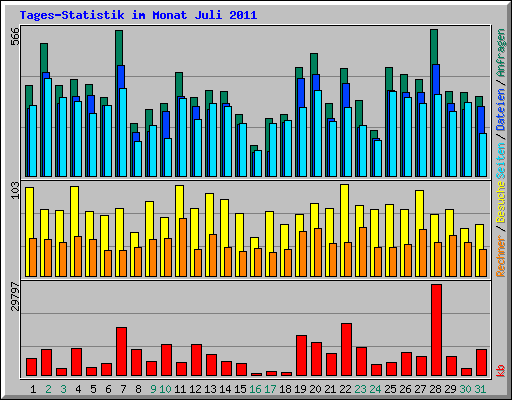 Tages-Statistik im Monat Juli 2011
566
103
29797
Rechner / Besuche Seiten / Dateien / Anfragen
kb
1 2 3 4 5 6 7 8 9 10 11 12 13 14 15 16 17 18 19 20 21 22 23 24 25 26 27 28 29 30 31